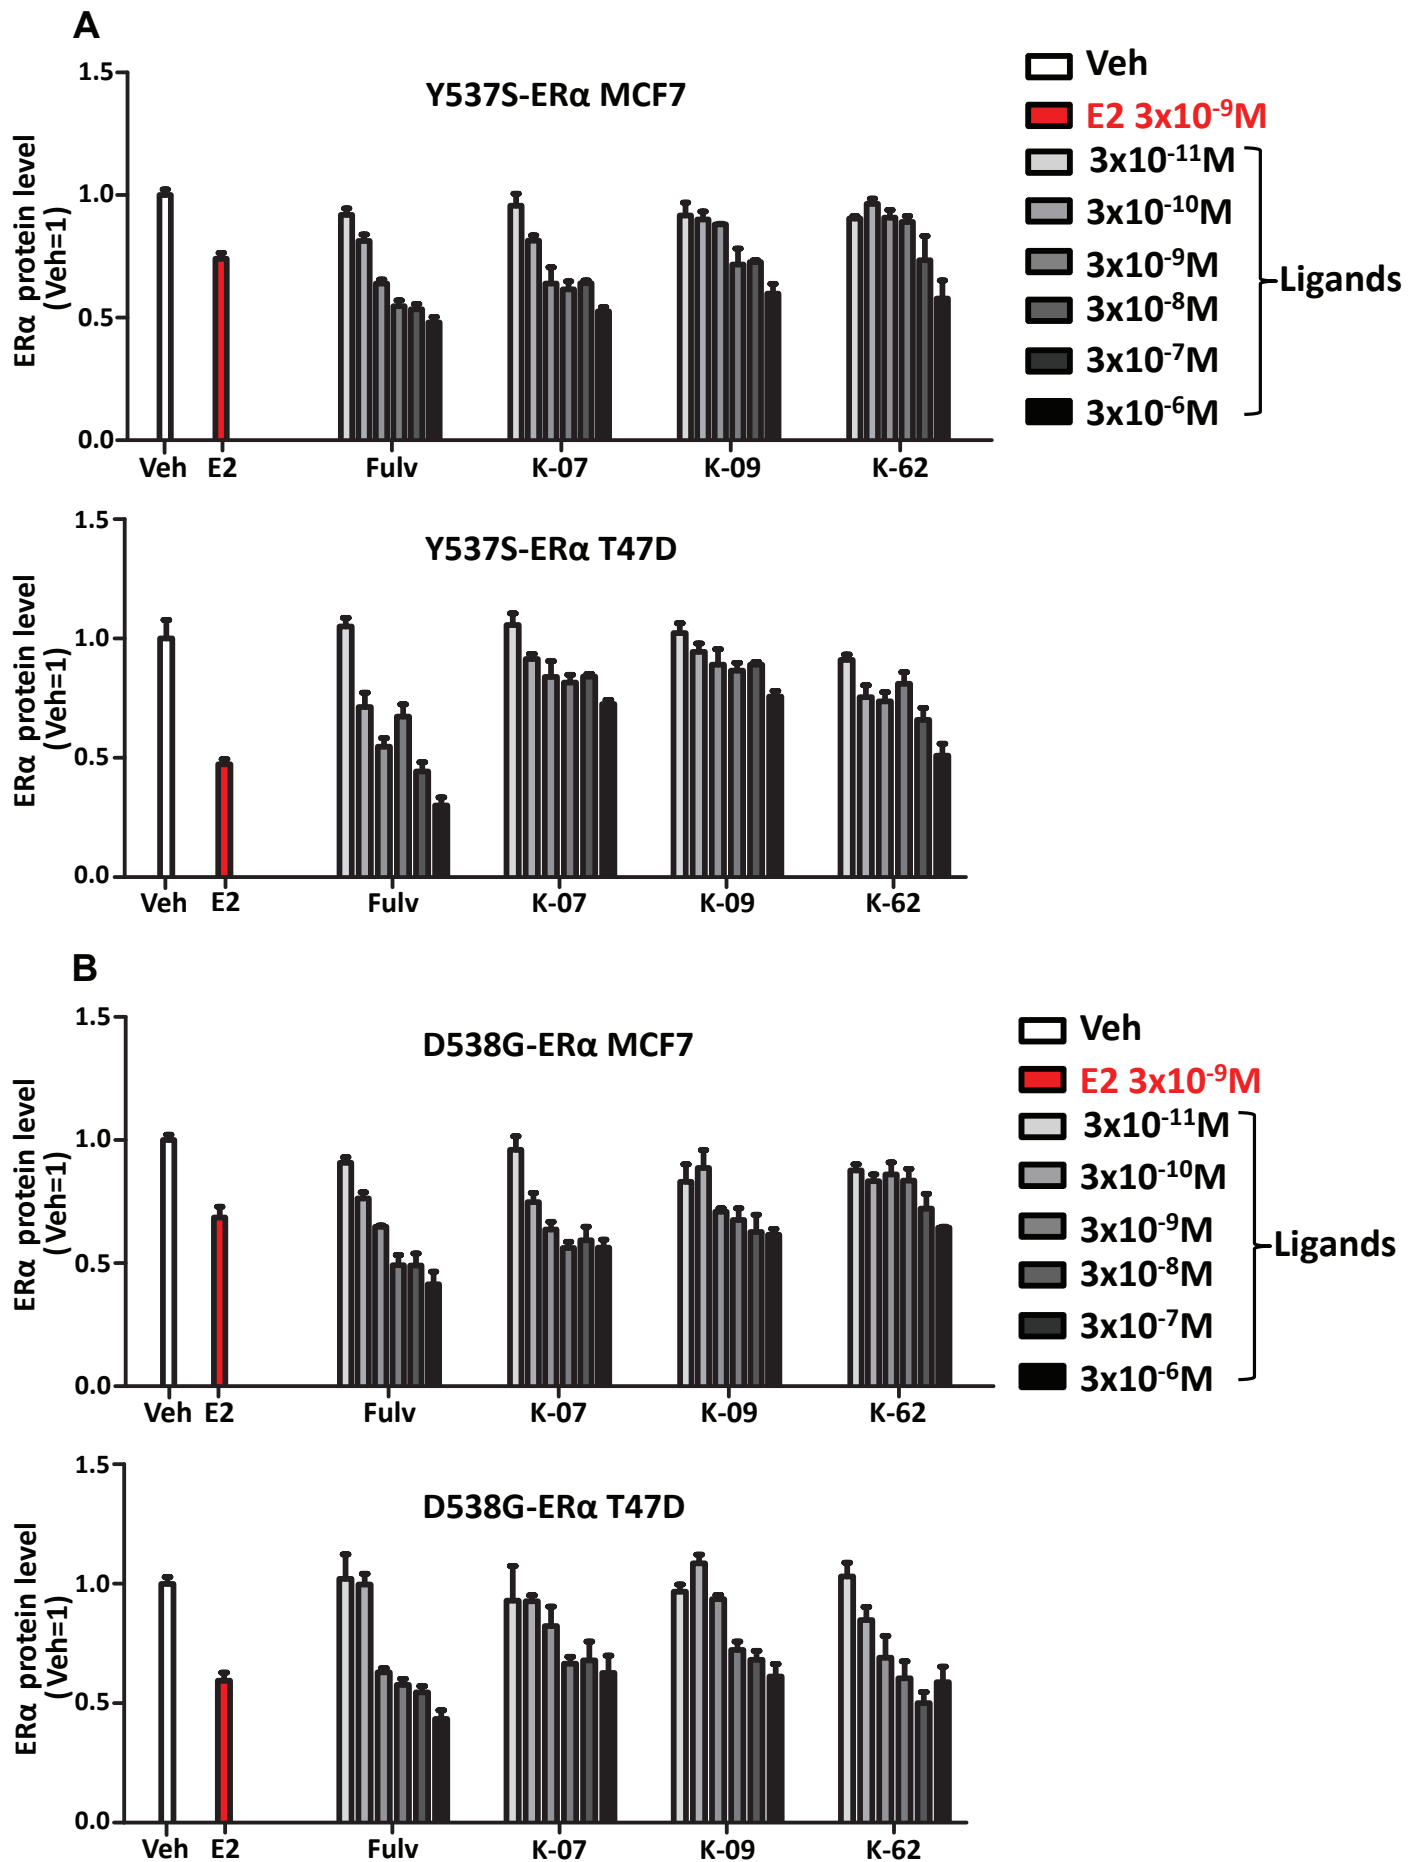 A
Y537S-ERα MCF7
ERα protein level
(Veh=1)
1.5
1.0
0.5
0.0
Veh E2 Fulv K-07 K-09 K-62
Veh
E2 3x10⁻⁹M
3x10⁻¹¹M
3x10⁻¹⁰M
3x10⁻⁹M
3x10⁻⁸M
3x10⁻⁷M
3x10⁻⁶M
Ligands
Y537S-ERα T47D
ERα protein level
(Veh=1)
1.5
1.0
0.5
0.0
Veh E2 Fulv K-07 K-09 K-62
B
D538G-ERα MCF7
ERα protein level
(Veh=1)
1.5
1.0
0.5
0.0
Veh E2 Fulv K-07 K-09 K-62
Veh
E2 3x10⁻⁹M
3x10⁻¹¹M
3x10⁻¹⁰M
3x10⁻⁹M
3x10⁻⁸M
3x10⁻⁷M
3x10⁻⁶M
Ligands
D538G-ERα T47D
ERα protein level
(Veh=1)
1.5
1.0
0.5
0.0
Veh E2 Fulv K-07 K-09 K-62